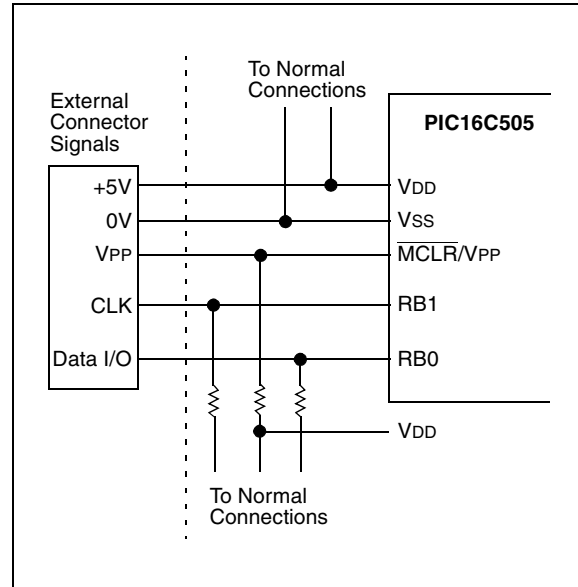 To Normal
Connections
External
Connector
Signals
PIC16C505
+5V
VDD
0V
VSS
VPP
MCLR/VPP
CLK
RB1
Data I/O
RB0
VDD
To Normal
Connections